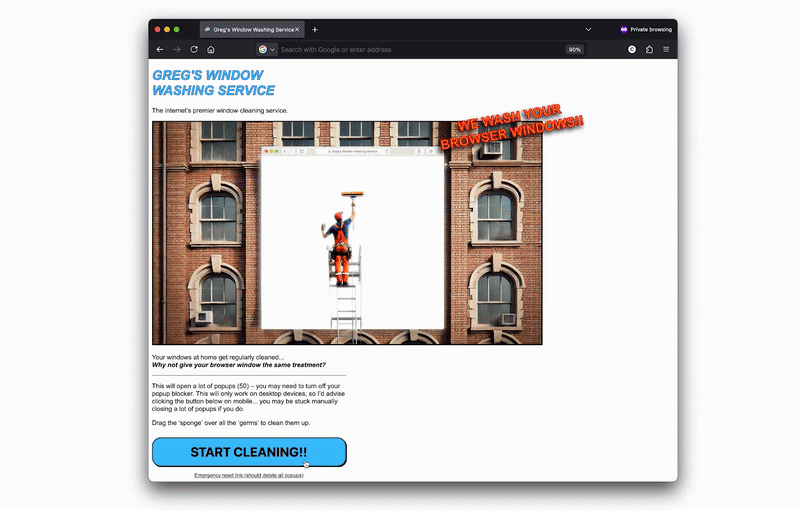 Greg's Window Washing Service
Private browsing
Search with Google or enter address
90%
GREG'S WINDOW
WASHING SERVICE
The internet's premier window cleaning service.
WE WASH YOUR
BROWSER WINDOWS!!
Greg's Window Washing Service
Your windows at home get regularly cleaned...
Why not give your browser window the same treatment?
This will open a lot of popups (50) – you may need to turn off your
popup blocker. This will only work on desktop devices, so I'd advise
clicking the button below on mobile... you may be stuck manually
closing a lot of popups if you do.
Drag the 'sponge' over all the 'germs' to clean them up.
START CLEANING!!
Emergency reset link (should delete all popups)